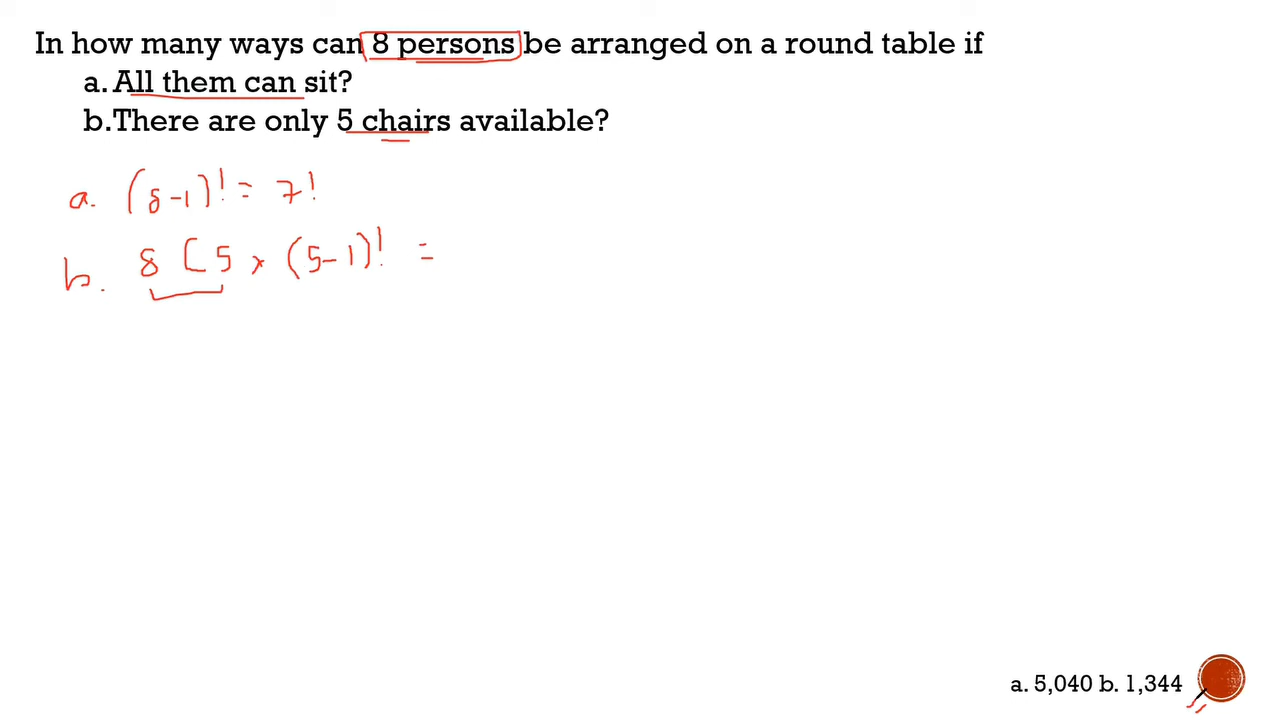 In how many ways can 8 persons be arranged on a round table if
a. All them can sit?
b. There are only 5 chairs available?
a. (8-1)! = 7!
b. 8 C 5 x (5-1)! =
a. 5,040 b. 1,344